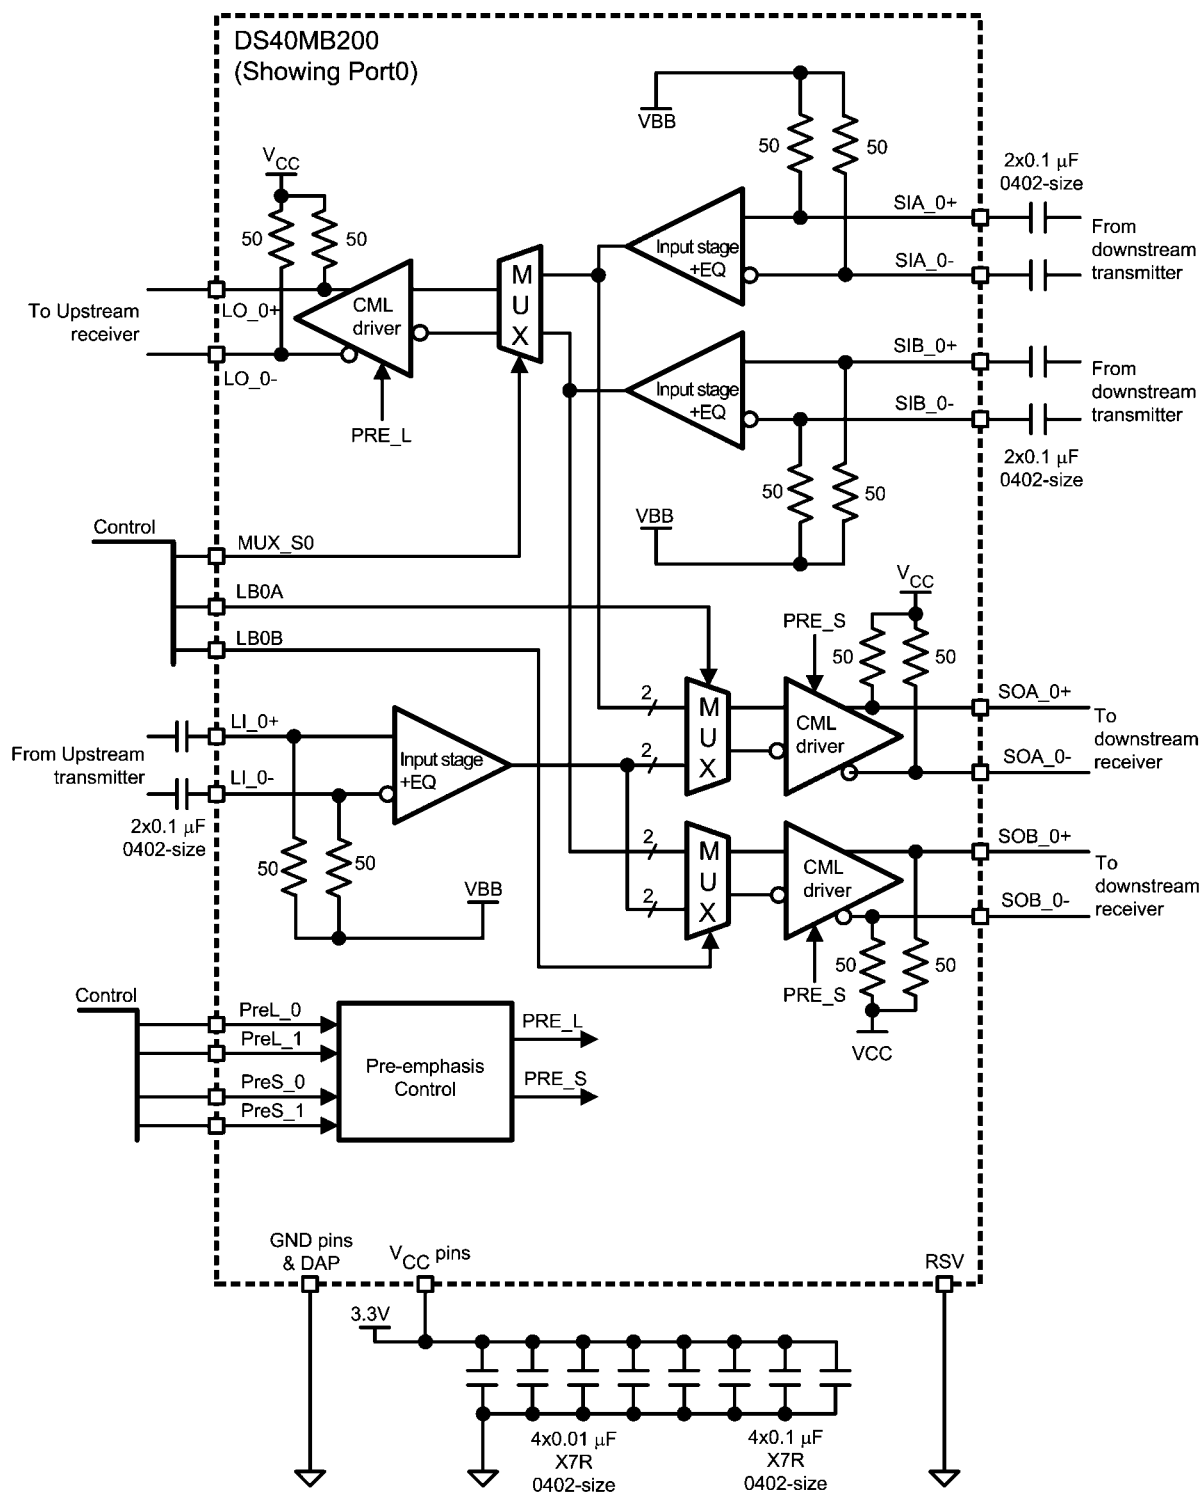 DS40MB200
(Showing Port0)
VBB
50
50
2x0.1 µF
0402-size
VCC
SIA_0+
From
downstream
transmitter
50
50
Input stage
+EQ
SIA_0-
M
U
X
To Upstream
receiver
LO_0+
CML
driver
LO_0-
SIB_0+
From
downstream
transmitter
Input stage
+EQ
SIB_0-
PRE_L
2x0.1 µF
0402-size
50
50
VBB
Control
MUX_S0
LB0A
LB0B
VCC
PRE_S
50
50
2
M
U
X
CML
driver
SOA_0+
To
downstream
receiver
SOA_0-
LI_0+
From Upstream
transmitter
LI_0-
Input stage
+EQ
2
2x0.1 µF
0402-size
50
50
VBB
2
2
M
U
X
CML
driver
SOB_0+
To
downstream
receiver
SOB_0-
50
50
PRE_S
VCC
Control
PreL_0
PreL_1
PreS_0
PreS_1
Pre-emphasis
Control
PRE_L
PRE_S
GND pins
& DAP
VCC pins
RSV
3.3V
4x0.01 µF
X7R
0402-size
4x0.1 µF
X7R
0402-size